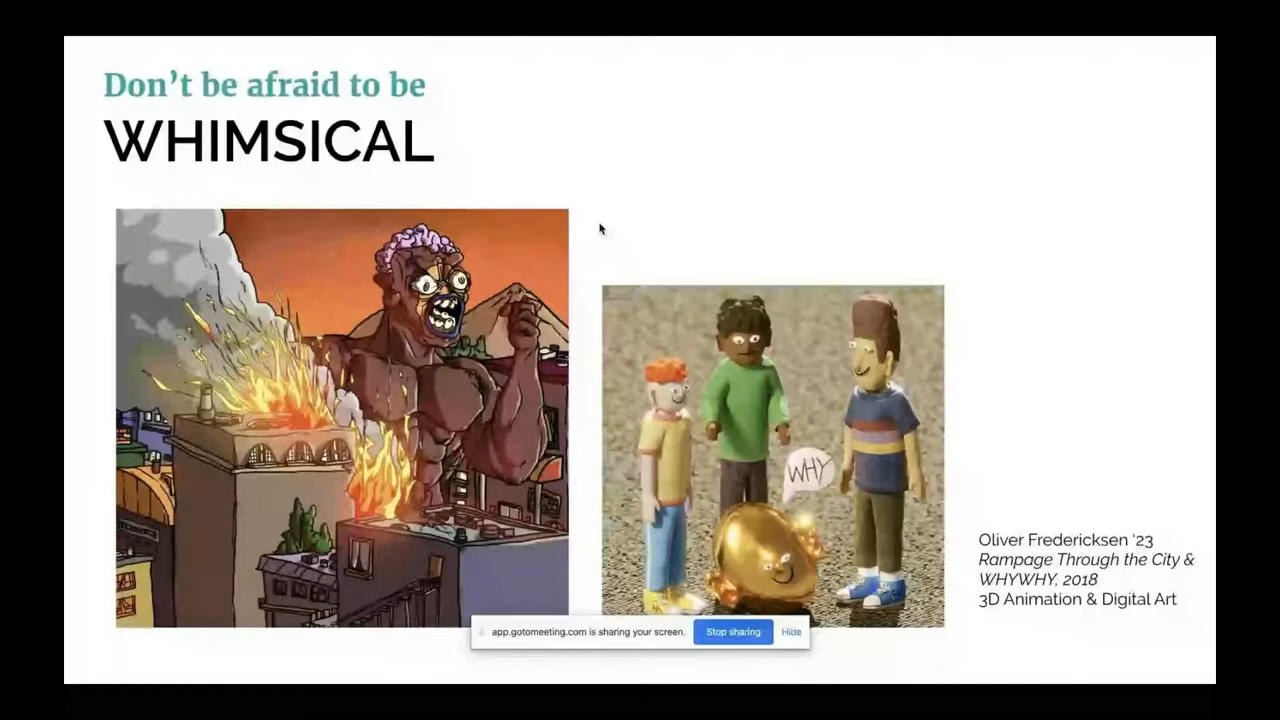 Don't be afraid to be
WHIMSICAL
WHY
Oliver Fredericksen '23
Rampage Through the City &
WHYWHY, 2018
3D Animation & Digital Art
app.gotomeeting.com is sharing your screen. Stop sharing Hide